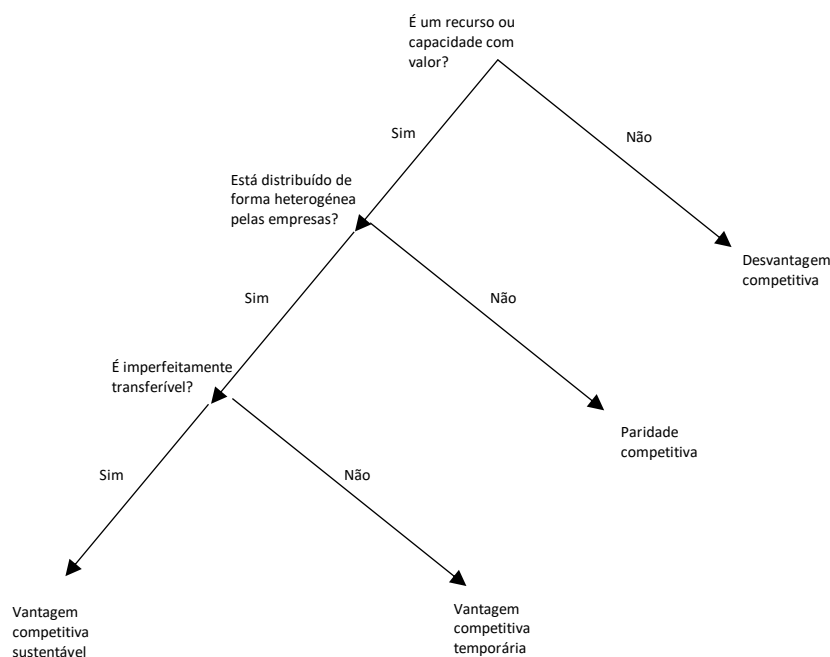 É um recurso ou
capacidade com
valor?
Sim
Não
Está distribuído de
forma heterogénea
pelas empresas?
Desvantagem
competitiva
Sim
Não
É imperfeitamente
transferível?
Paridade
competitiva
Sim
Não
Vantagem
competitiva
sustentável
Vantagem
competitiva
temporária